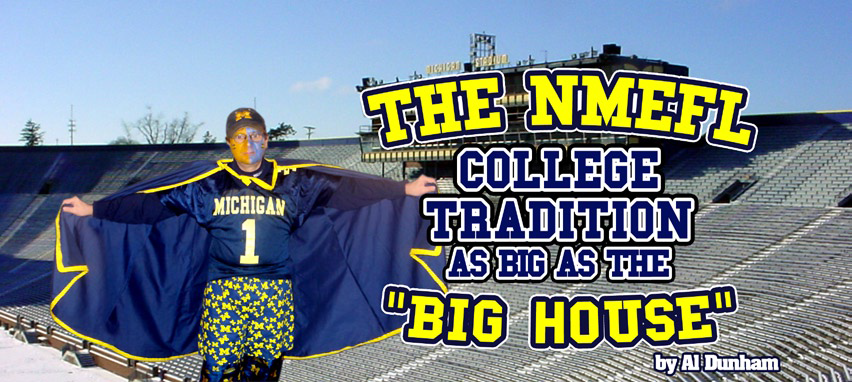 MICHIGAN STADIUM
THE NMEFL
COLLEGE
TRADITION
AS BIG AS THE
"BIG HOUSE"
by Al Dunham
M
MICHIGAN
1